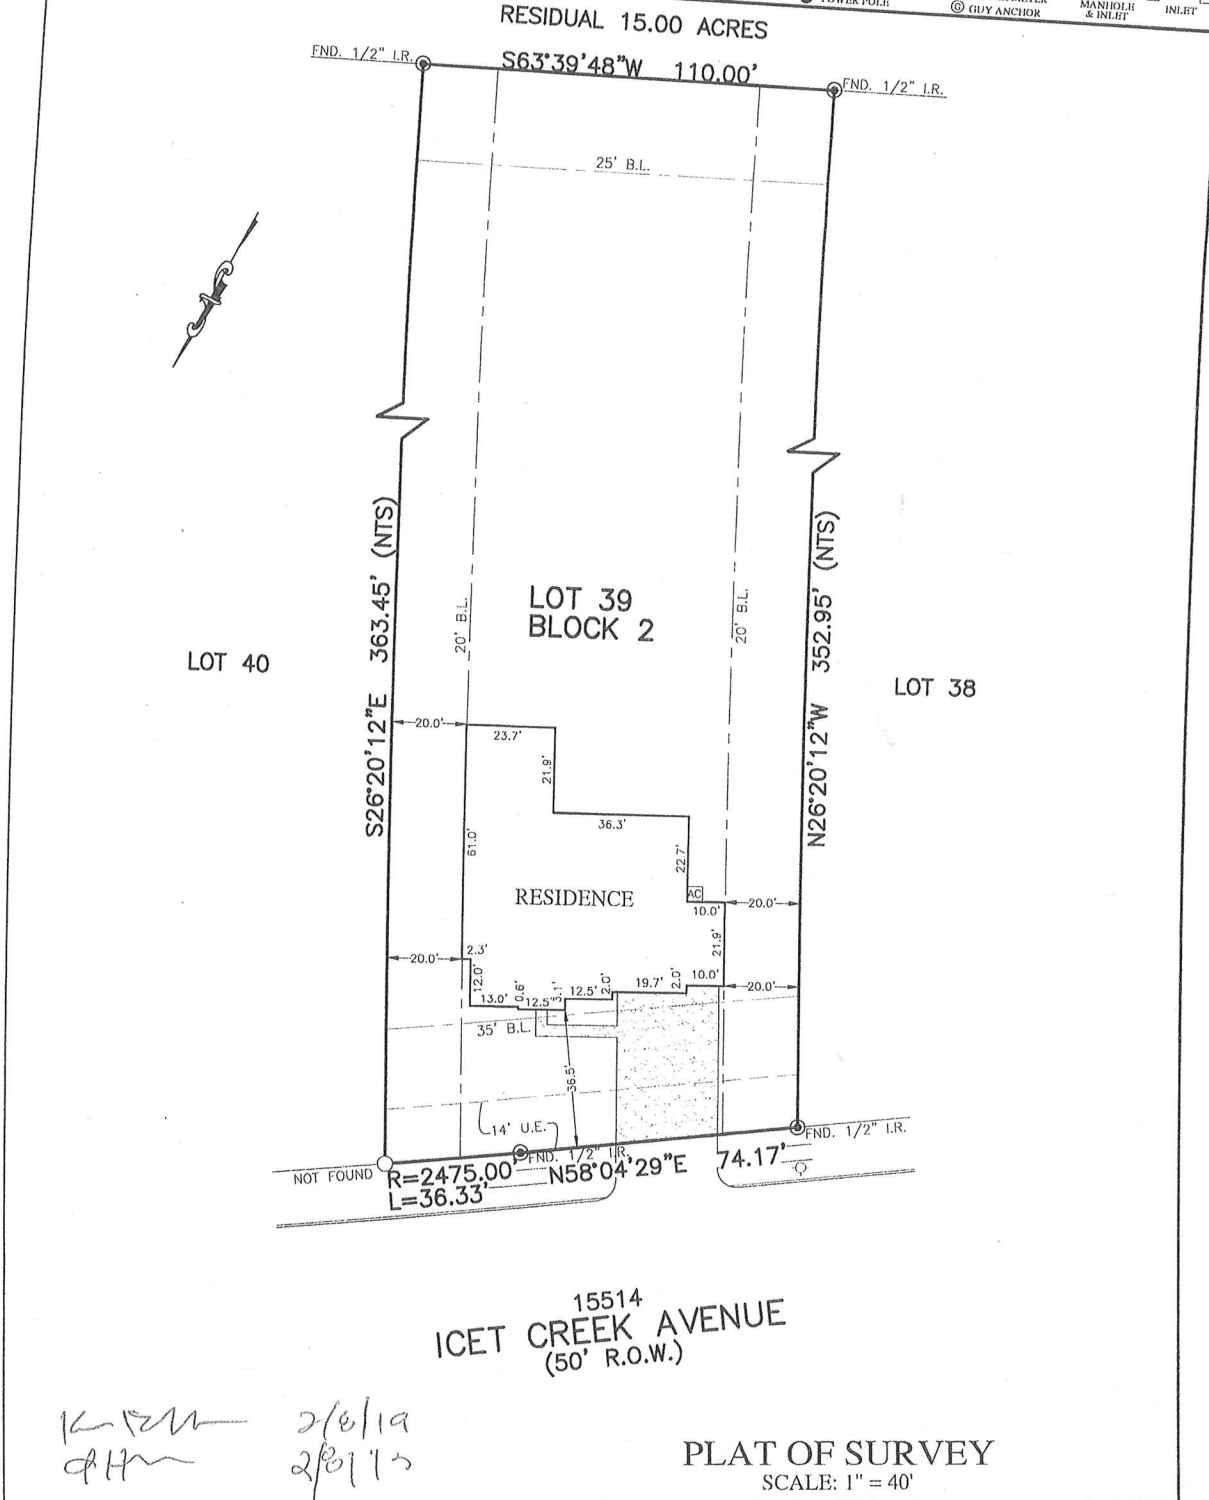 POWER POLE
Ⓖ GUY ANCHOR
MANHOLE
& INLET
INLET
RESIDUAL 15.00 ACRES
FND. 1/2" I.R.
S63°39'48"W 110.00'
FND. 1/2" I.R.
25' B.L.
S26°20'12"E 363.45' (NTS)
N26°20'12"W 352.95' (NTS)
20' B.L.
20' B.L.
LOT 39
BLOCK 2
LOT 40
LOT 38
20.0'
23.7'
21.9'
36.3'
61.0'
22.7'
RESIDENCE
AC
10.0'
20.0'
21.9'
20.0'
2.3'
12.0'
13.0'
0.6'
12.5'
3.1'
12.5'
2.0'
19.7'
2.0'
10.0'
20.0'
35' B.L.
36.5'
14' U.E.
FND. 1/2" I.R.
FND. 1/2" I.R.
NOT FOUND
R=2475.00'
L=36.33'
N58°04'29"E 74.17'
15514
ICET CREEK AVENUE
(50' R.O.W.)
2/8/19
PLAT OF SURVEY
SCALE: 1" = 40'